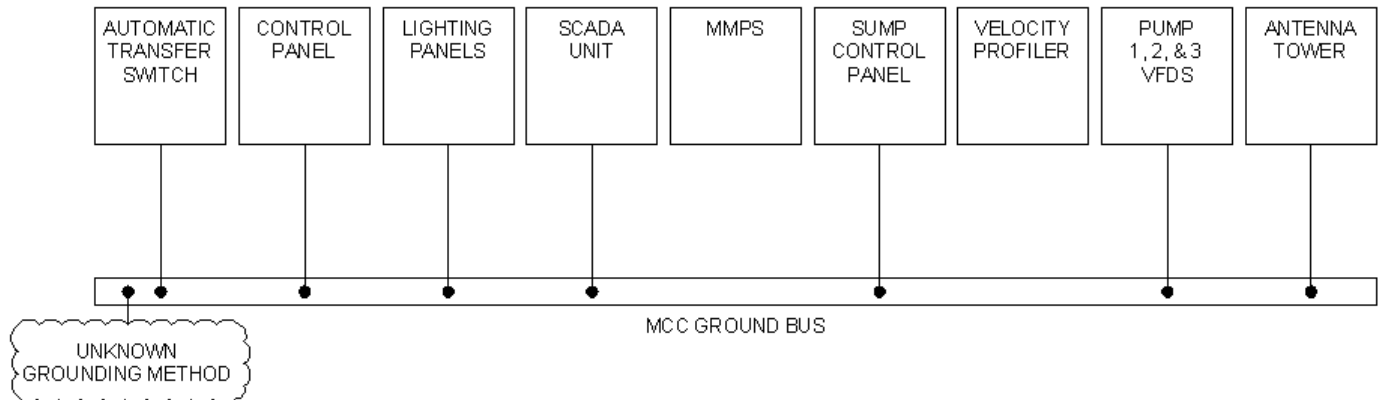 AUTOMATIC
TRANSFER
SWITCH
CONTROL
PANEL
LIGHTING
PANELS
SCADA
UNIT
MMPS
SUMP
CONTROL
PANEL
VELOCITY
PROFILER
PUMP
1, 2, & 3
VFDS
ANTENNA
TOWER
MCC GROUND BUS
UNKNOWN
GROUNDING METHOD